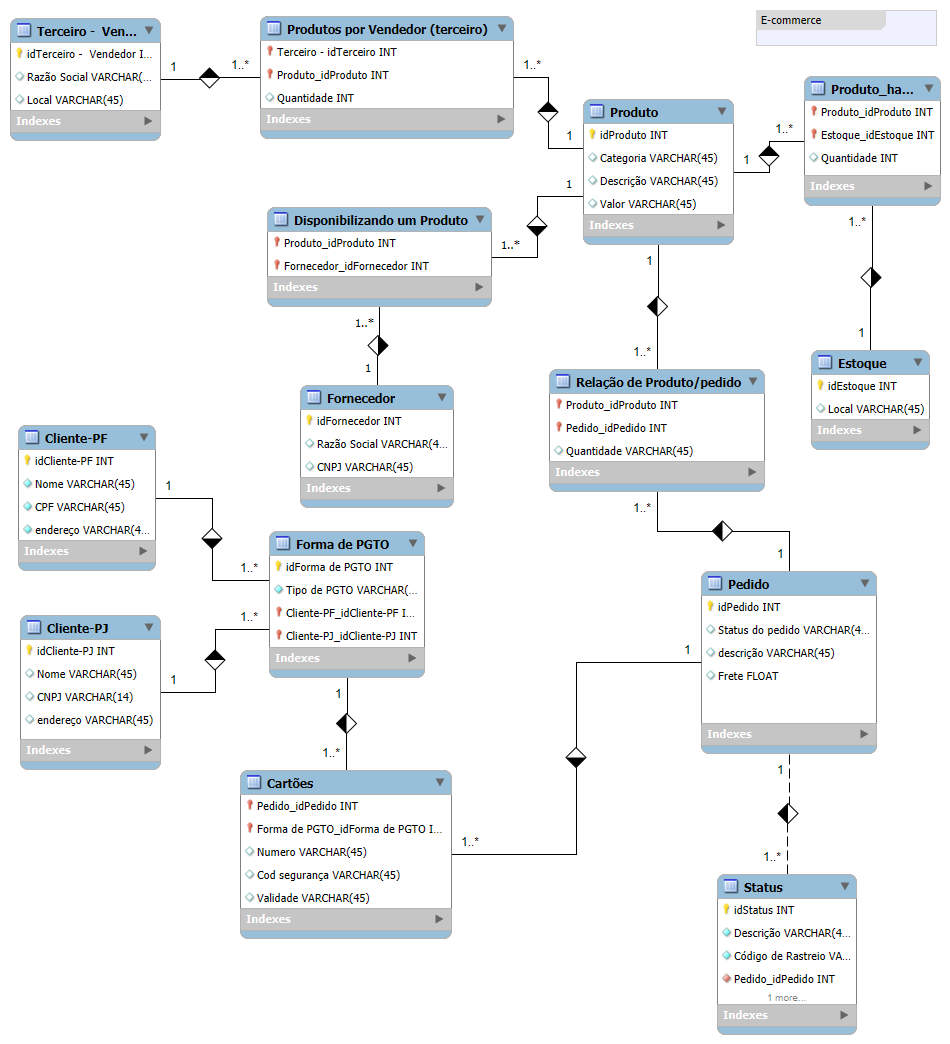 E-commerce
Terceiro - Ven...
idTerceiro - Vendedor I...
Razão Social VARCHAR(...
Local VARCHAR(45)
Indexes
1
1..*
Produtos por Vendedor (terceiro)
Terceiro - idTerceiro INT
Produto_idProduto INT
Quantidade INT
Indexes
1..*
1
Produto
idProduto INT
Categoria VARCHAR(45)
Descrição VARCHAR(45)
Valor VARCHAR(45)
Indexes
1
1..*
Produto_ha...
Produto_idProduto INT
Estoque_idEstoque INT
Quantidade INT
Indexes
1..*
1
Estoque
idEstoque INT
Local VARCHAR(45)
Indexes
1
1..*
Disponibilizando um Produto
Produto_idProduto INT
Fornecedor_idFornecedor INT
Indexes
1..*
1
Fornecedor
idFornecedor INT
Razão Social VARCHAR(4...
CNPJ VARCHAR(45)
Indexes
1
1..*
Relação de Produto/pedido
Produto_idProduto INT
Pedido_idPedido INT
Quantidade VARCHAR(45)
Indexes
1..*
1
Cliente-PF
idCliente-PF INT
Nome VARCHAR(45)
CPF VARCHAR(45)
endereço VARCHAR(4...
Indexes
1
1..*
Forma de PGTO
idForma de PGTO INT
Tipo de PGTO VARCHAR(...
Cliente-PF_idCliente-PF I...
Cliente-PJ_idCliente-PJ INT
Indexes
1..*
1
Cliente-PJ
idCliente-PJ INT
Nome VARCHAR(45)
CNPJ VARCHAR(14)
endereço VARCHAR(45)
Indexes
1
1..*
Pedido
idPedido INT
Status do pedido VARCHAR(4...
descrição VARCHAR(45)
Frete FLOAT
Indexes
1
1..*
Cartões
Pedido_idPedido INT
Forma de PGTO_idForma de PGTO I...
Numero VARCHAR(45)
Cod segurança VARCHAR(45)
Validade VARCHAR(45)
Indexes
1
1..*
Status
idStatus INT
Descrição VARCHAR(4...
Código de Rastreio VA...
Pedido_idPedido INT
1 more...
Indexes